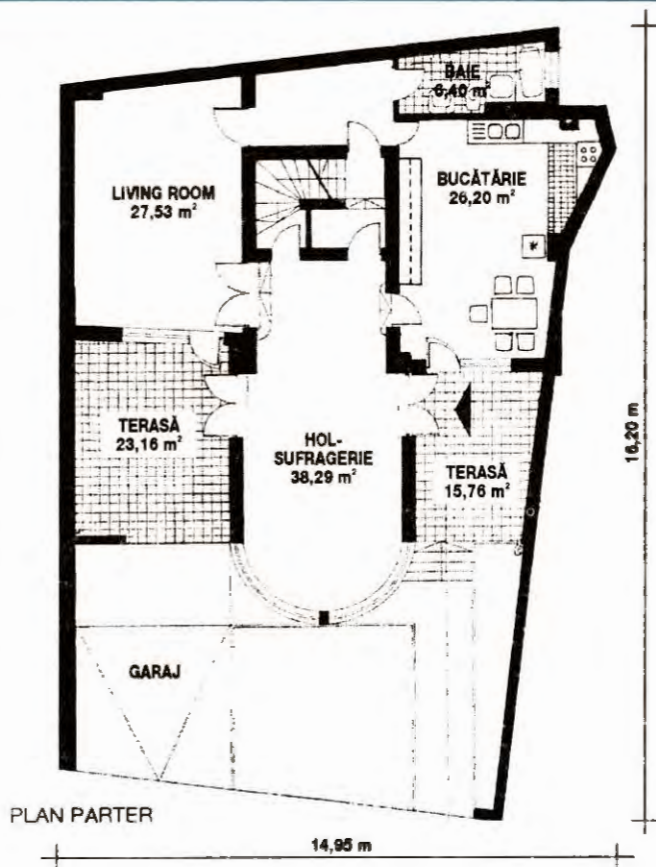 BAIE
6,40 m²
LIVING ROOM
27,53 m²
BUCĂTĂRIE
26,20 m²
TERASĂ
23,16 m²
HOL-
SUFRAGERIE
38,29 m²
TERASĂ
15,76 m²
16,20 m
GARAJ
PLAN PARTER
14,95 m